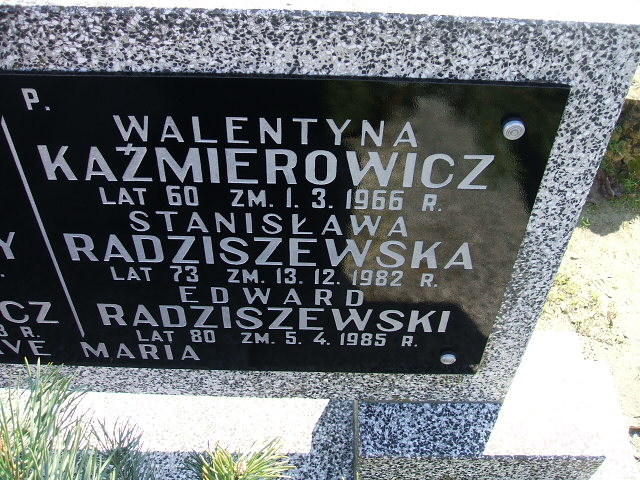 P.
WALENTYNA
KAŹMIEROWICZ
LAT 60 ZM. 1. 3. 1966 R.
STANISŁAWA
RADZISZEWSKA
LAT 73 ZM. 13. 12. 1982 R.
EDWARD
RADZISZEWSKI
LAT 80 ZM. 5. 4. 1985 R.
AVE MARIA